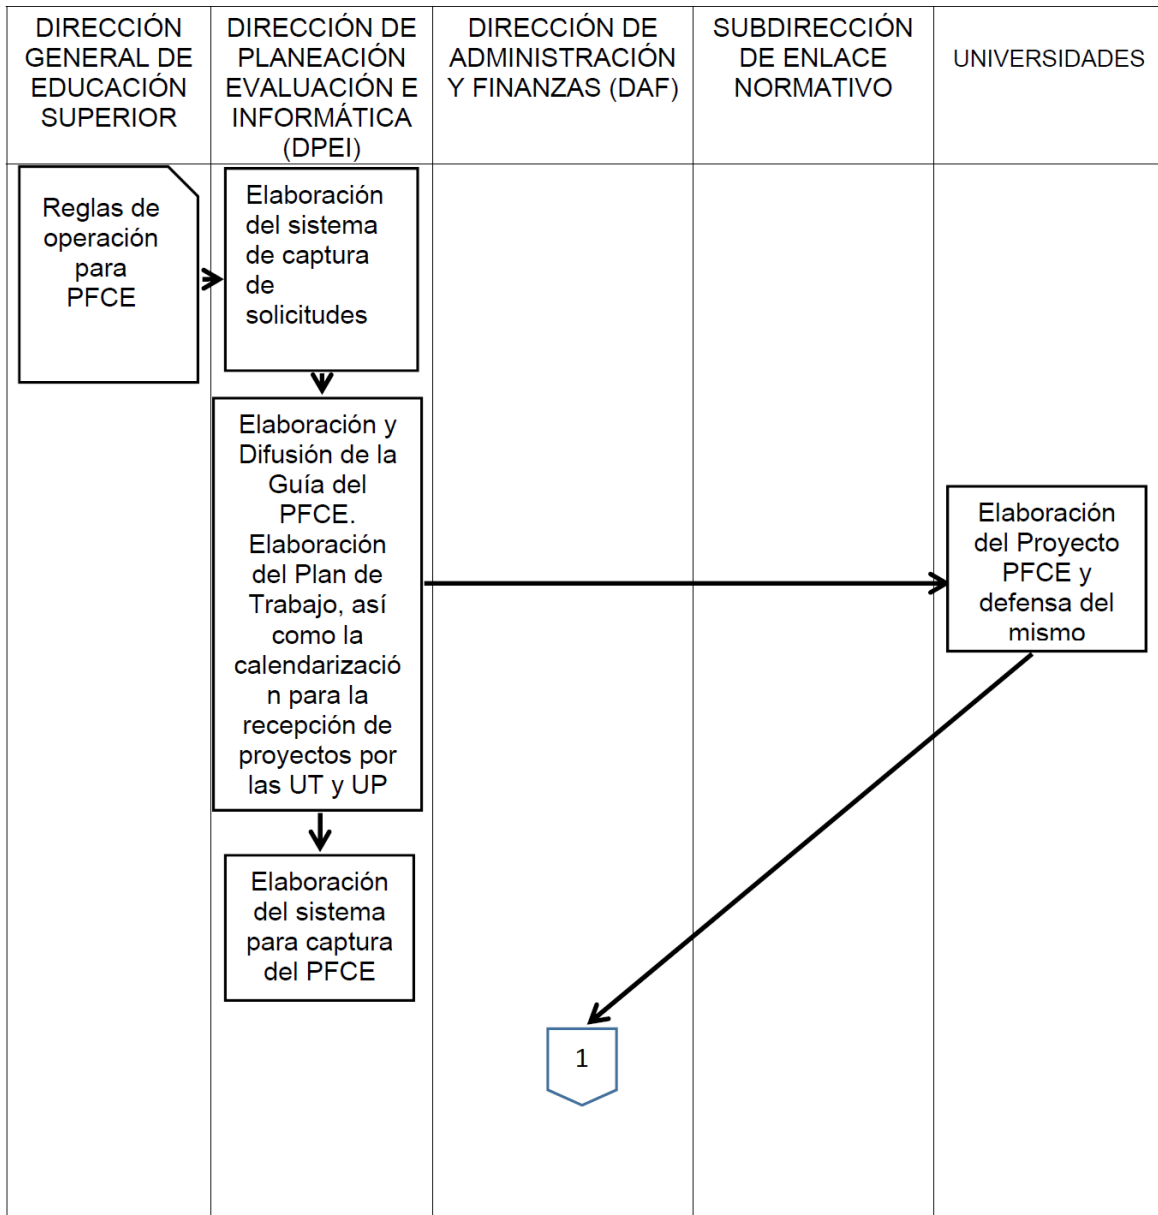 DIRECCIÓN
GENERAL DE
EDUCACIÓN
SUPERIOR
DIRECCIÓN DE
PLANEACIÓN
EVALUACIÓN E
INFORMÁTICA
(DPEI)
DIRECCIÓN DE
ADMINISTRACIÓN
Y FINANZAS (DAF)
SUBDIRECCIÓN
DE ENLACE
NORMATIVO
UNIVERSIDADES
Reglas de
operación
para
PFCE
Elaboración
del sistema
de captura
de
solicitudes
Elaboración y
Difusión de la
Guía del
PFCE.
Elaboración
del Plan de
Trabajo, así
como la
calendarizació
n para la
recepción de
proyectos por
las UT y UP
Elaboración
del Proyecto
PFCE y
defensa del
mismo
Elaboración
del sistema
para captura
del PFCE
1